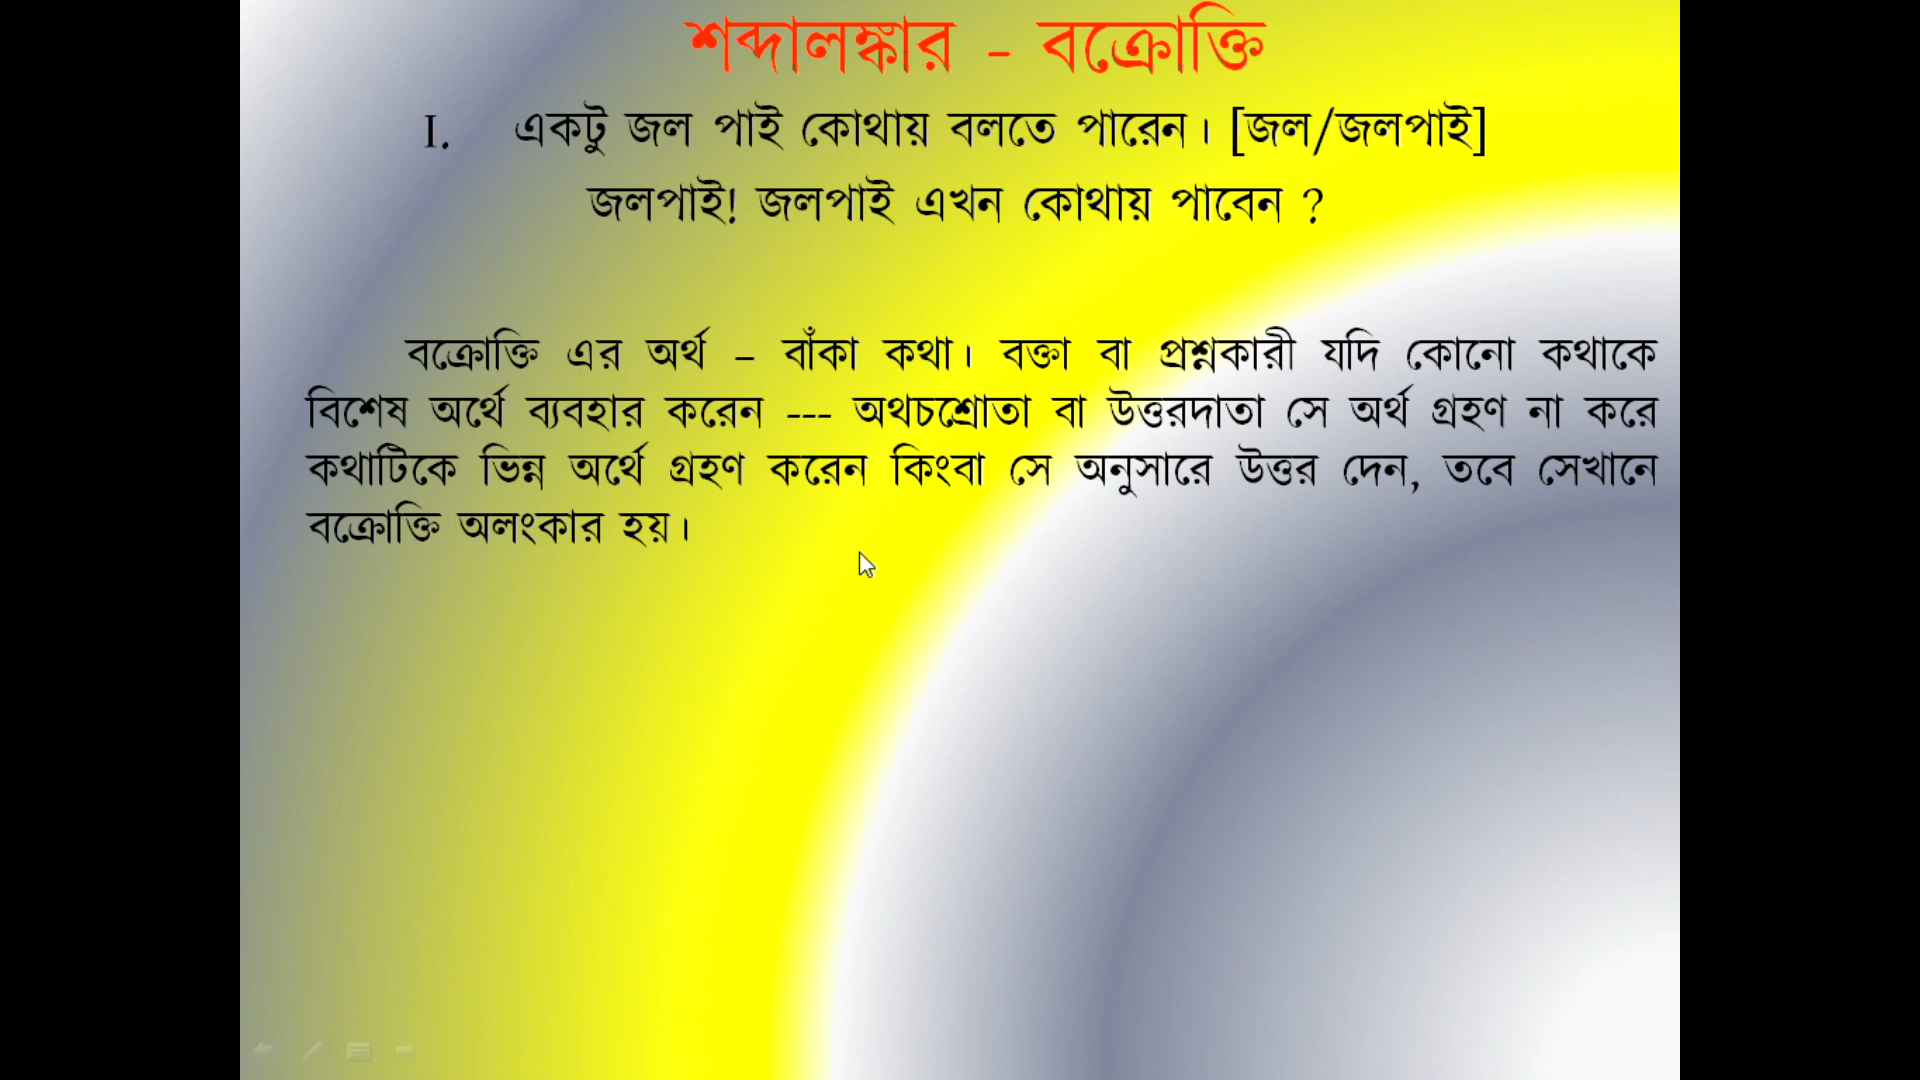 শব্দালঙ্কার - বক্রোক্তি
I. একটু জল পাই কোথায় বলতে পারেন। [জল/জলপাই]
জলপাই! জলপাই এখন কোথায় পাবেন ?
বক্রোক্তি এর অর্থ – বাঁকা কথা। বক্তা বা প্রশ্নকারী যদি কোনো কথাকে
বিশেষ অর্থে ব্যবহার করেন --- অথচশ্রোতা বা উত্তরদাতা সে অর্থ গ্রহণ না করে
কথাটিকে ভিন্ন অর্থে গ্রহণ করেন কিংবা সে অনুসারে উত্তর দেন, তবে সেখানে
বক্রোক্তি অলংকার হয়।